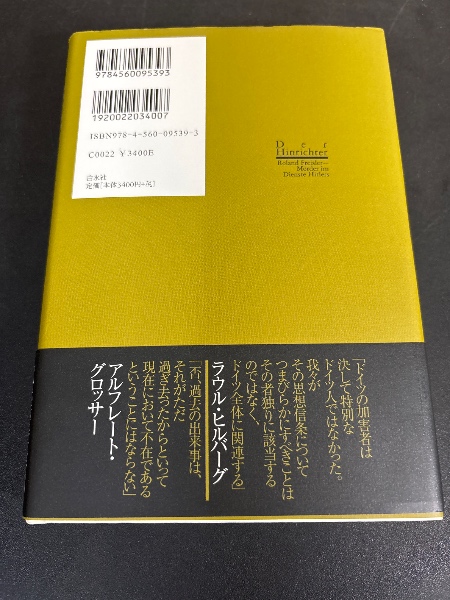 9784560095393
1920022034007
ISBN978-4-560-09539-3
C0022 ¥3400E
白水社
定価[本体3400円+税]
Der
Hinrichter
Roland Freisler–
Mörder im
Dienste Hitlers
「ドイツの加害者は
決して特別な
ドイツ人ではなかった。
我々が
その思想信条について
つまびらかにすべきことは
その者独りに該当する
のではなく、
ドイツ全体に関連する」
ラウル・ヒルバーグ
「否、過去の出来事は、
それがただ
過ぎ去ったからといって
現在において不在である
ということにはならない」
アルフレート・
グロッサー